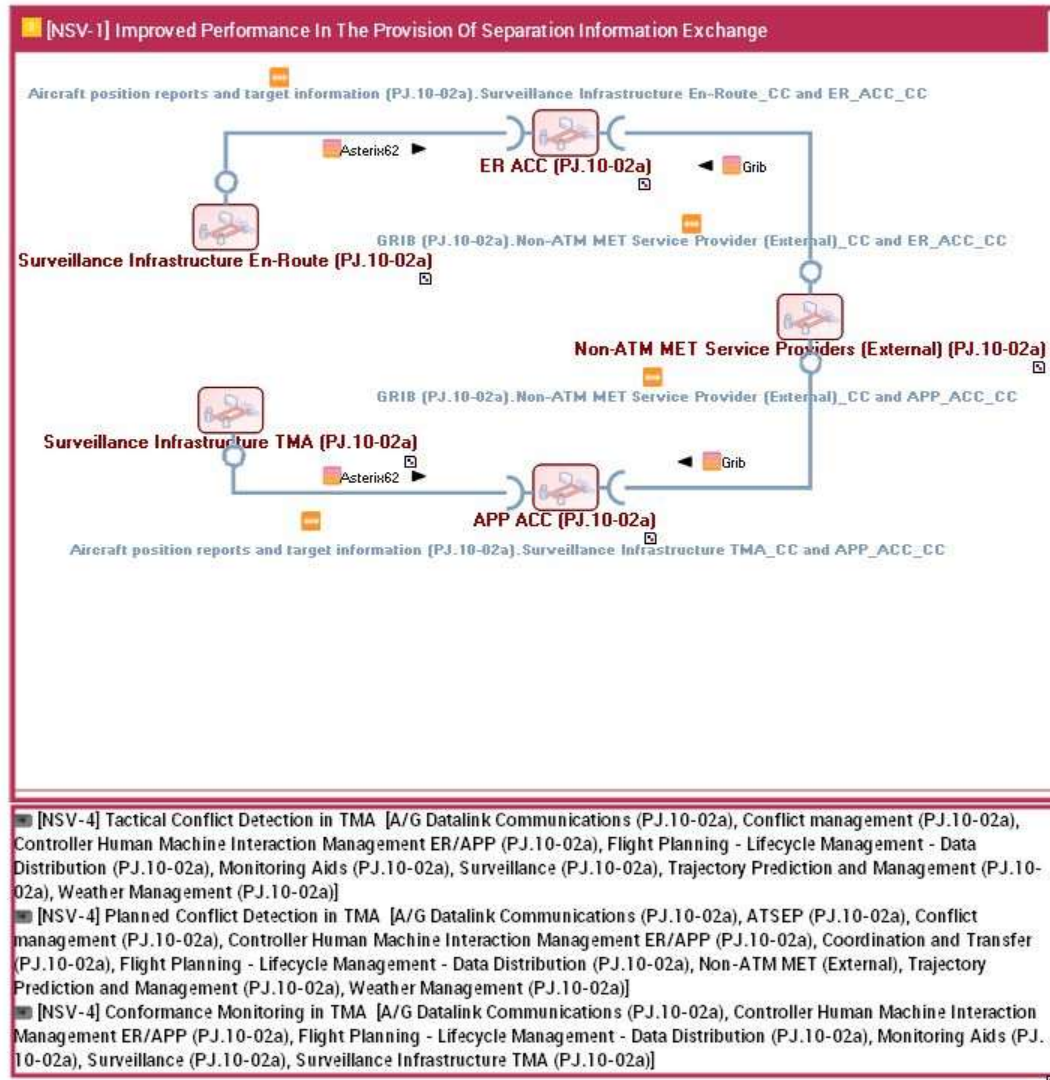 [NSV-1] Improved Performance In The Provision Of Separation Information Exchange
Aircraft position reports and target information (PJ.10-02a).Surveillance Infrastructure En-Route_CC and ER_ACC_CC
Asterix62
ER ACC (PJ.10-02a)
Grib
GRIB (PJ.10-02a).Non-ATM MET Service Provider (External)_CC and ER_ACC_CC
Surveillance Infrastructure En-Route (PJ.10-02a)
Non-ATM MET Service Providers (External) (PJ.10-02a)
GRIB (PJ.10-02a).Non-ATM MET Service Provider (External)_CC and APP_ACC_CC
Surveillance Infrastructure TMA (PJ.10-02a)
Asterix62
Grib
APP ACC (PJ.10-02a)
Aircraft position reports and target information (PJ.10-02a).Surveillance Infrastructure TMA_CC and APP_ACC_CC
[NSV-4] Tactical Conflict Detection in TMA [A/G Datalink Communications (PJ.10-02a), Conflict management (PJ.10-02a),
Controller Human Machine Interaction Management ER/APP (PJ.10-02a), Flight Planning - Lifecycle Management - Data
Distribution (PJ.10-02a), Monitoring Aids (PJ.10-02a), Surveillance (PJ.10-02a), Trajectory Prediction and Management (PJ.10-
02a), Weather Management (PJ.10-02a)]
[NSV-4] Planned Conflict Detection in TMA [A/G Datalink Communications (PJ.10-02a), ATSEP (PJ.10-02a), Conflict
management (PJ.10-02a), Controller Human Machine Interaction Management ER/APP (PJ.10-02a), Coordination and Transfer
(PJ.10-02a), Flight Planning - Lifecycle Management - Data Distribution (PJ.10-02a), Non-ATM MET (External), Trajectory
Prediction and Management (PJ.10-02a), Weather Management (PJ.10-02a)]
[NSV-4] Conformance Monitoring in TMA [A/G Datalink Communications (PJ.10-02a), Controller Human Machine Interaction
Management ER/APP (PJ.10-02a), Flight Planning - Lifecycle Management - Data Distribution (PJ.10-02a), Monitoring Aids (PJ.
10-02a), Surveillance (PJ.10-02a), Surveillance Infrastructure TMA (PJ.10-02a)]